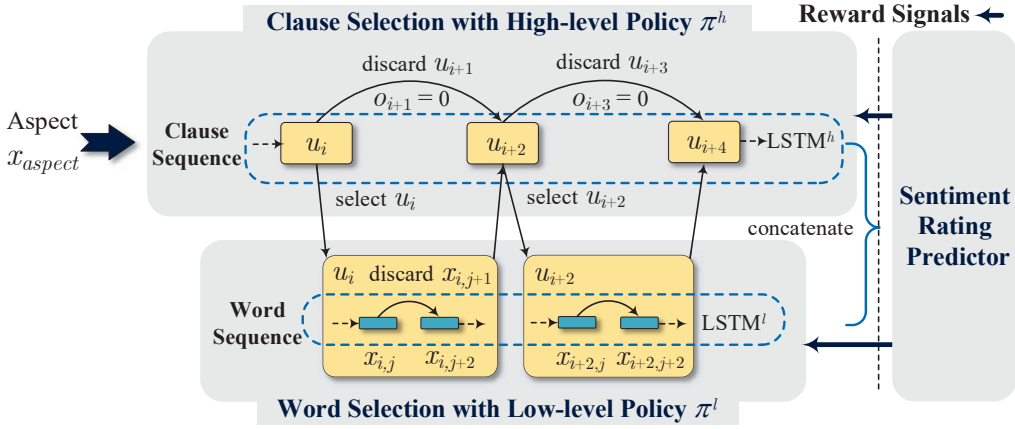 Clause Selection with High-level Policy π^h
Reward Signals
discard u_{i+1}
discard u_{i+3}
o_{i+1} = 0
o_{i+3} = 0
Aspect
x_{aspect}
Clause
Sequence
u_i
u_{i+2}
u_{i+4}
LSTM^h
select u_i
select u_{i+2}
concatenate
Sentiment
Rating
Predictor
u_i discard x_{i,j+1}
u_{i+2}
Word
Sequence
LSTM^l
x_{i,j}
x_{i,j+2}
x_{i+2,j}
x_{i+2,j+2}
Word Selection with Low-level Policy π^l